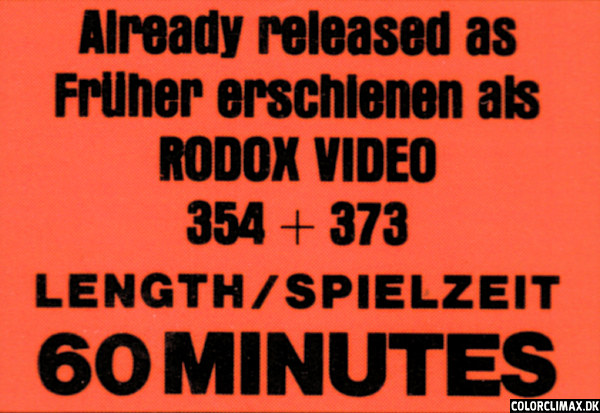 Already released as
Früher erschienen als
RODOX VIDEO
354 + 373
LENGTH/SPIELZEIT
60 MINUTES
COLORCLIMAX.DK